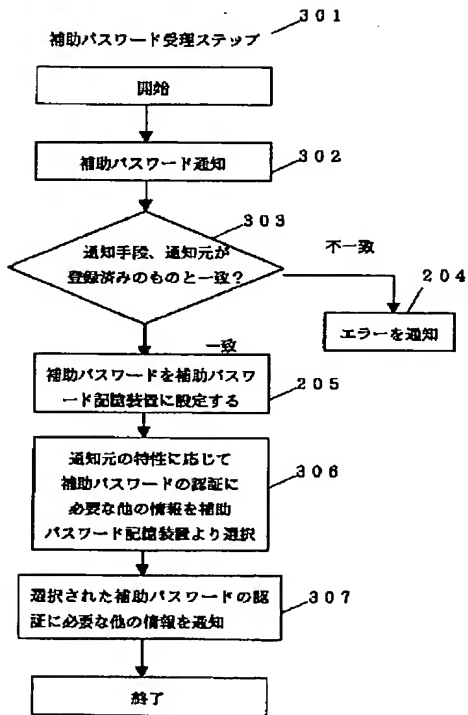 301
補助パスワード受理ステップ
開始
補助パスワード通知
302
303
通知手段、通知元が
登録済みのものと一致?
不一致
204
エラーを通知
一致
補助パスワードを補助パスワ
ード記憶装置に設定する
205
通知元の特性に応じて
補助パスワードの認証に
必要な他の情報を補助
パスワード記憶装置より選択
306
選択された補助パスワードの認
証に必要な他の情報を通知
307
終了